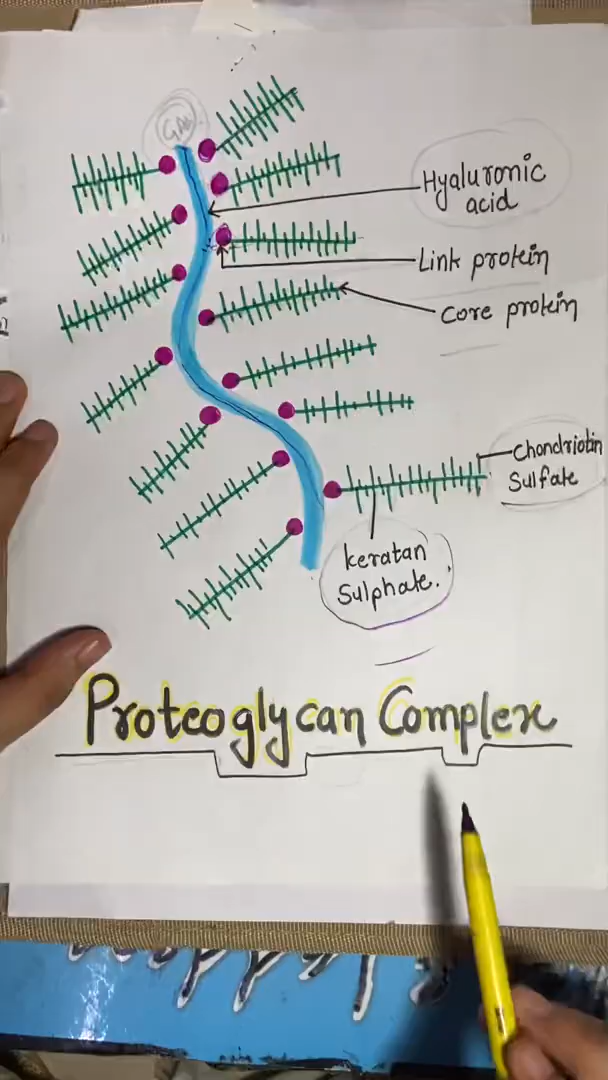 GAG
Hyaluronic
acid
Link protein
Core protein
Chondriotin
Sulfate
keratan
Sulphate.
Proteoglycan Complex